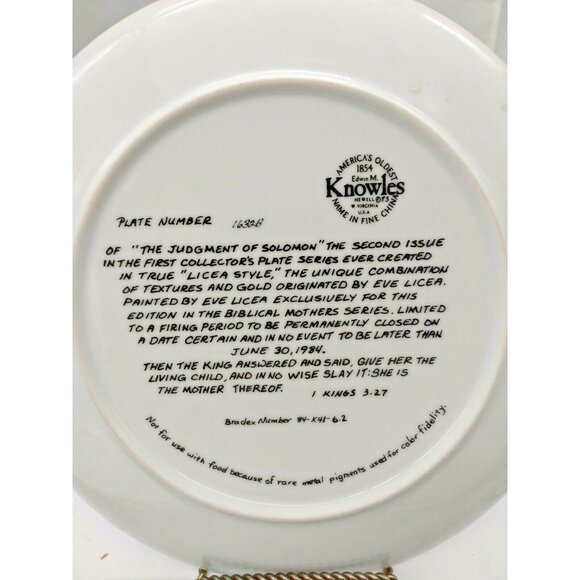 AMERICA'S OLDEST
1854
Edwin M.
Knowles
NEWELL
W VIRGINIA
U.S.A
NAME IN FINE CHINA
PLATE NUMBER
OF "THE JUDGMENT OF SOLOMON" THE SECOND ISSUE
IN THE FIRST COLLECTOR'S PLATE SERIES EVER CREATED
IN TRUE "LICEA STYLE," THE UNIQUE COMBINATION
OF TEXTURES AND GOLD ORIGINATED BY EVE LICEA.
PAINTED BY EVE LICEA EXCLUSIVELY FOR THIS
EDITION IN THE BIBLICAL MOTHERS SERIES. LIMITED
TO A FIRING PERIOD TO BE PERMANENTLY CLOSED ON
A DATE CERTAIN AND IN NO EVENT TO BE LATER THAN
JUNE 30, 1984.
THEN THE KING ANSWERED AND SAID, GIVE HER THE
LIVING CHILD, AND IN NO WISE SLAY IT: SHE IS
THE MOTHER THEREOF. I KINGS 3-27
Bradex Number 84-K41-6.2
Not for use with food because of rare metal pigments used for color fidelity.